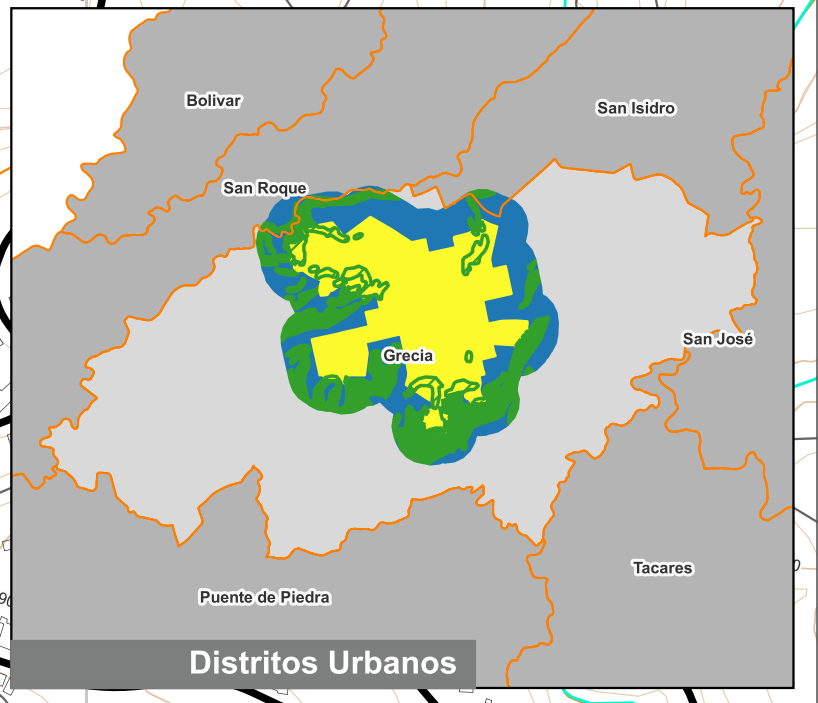 Bolivar
San Isidro
San Roque
San José
Grecia
Tacares
Puente de Piedra
Distritos Urbanos